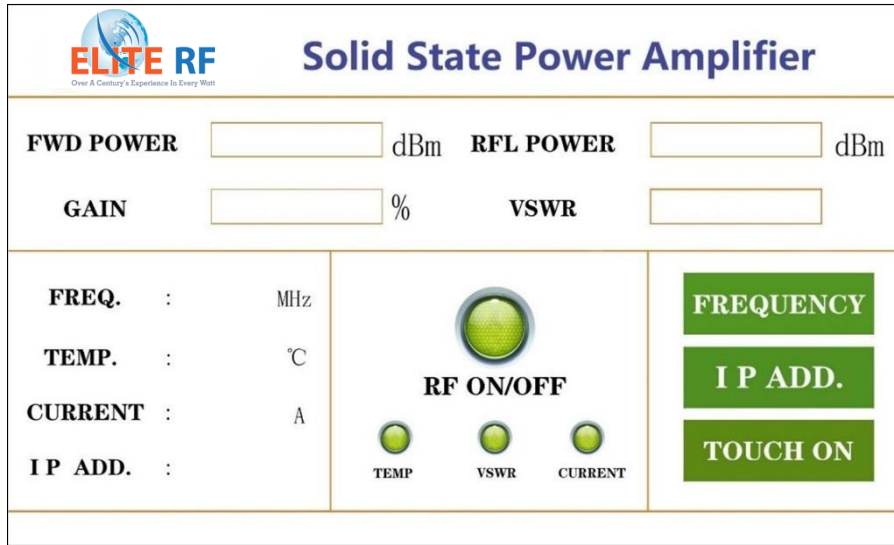 ELITE RF
Over A Century's Experience In Every Watt
Solid State Power Amplifier
FWD POWER dBm RFL POWER dBm
GAIN % VSWR
FREQ. : MHz
TEMP. : ℃
CURRENT : A
I P ADD. :
RF ON/OFF
TEMP VSWR CURRENT
FREQUENCY
I P ADD.
TOUCH ON